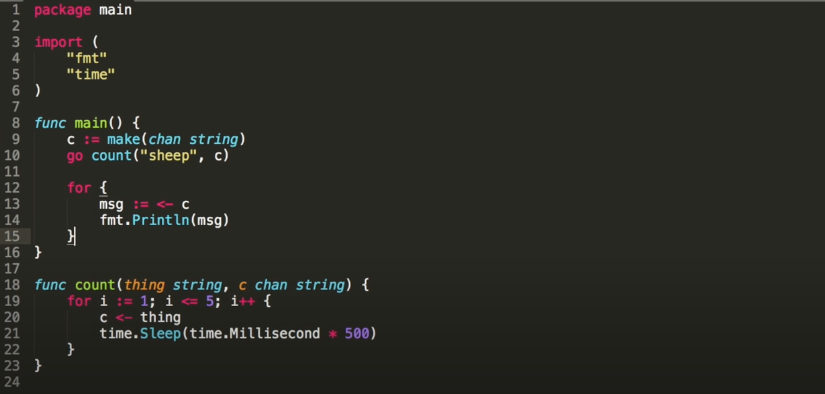 1 package main
2
3 import (
4     "fmt"
5     "time"
6 )
7
8 func main() {
9     c := make(chan string)
10     go count("sheep", c)
11
12     for {
13         msg := <- c
14         fmt.Println(msg)
15     }
16 }
17
18 func count(thing string, c chan string) {
19     for i := 1; i <= 5; i++ {
20         c <- thing
21         time.Sleep(time.Millisecond * 500)
22     }
23 }
24